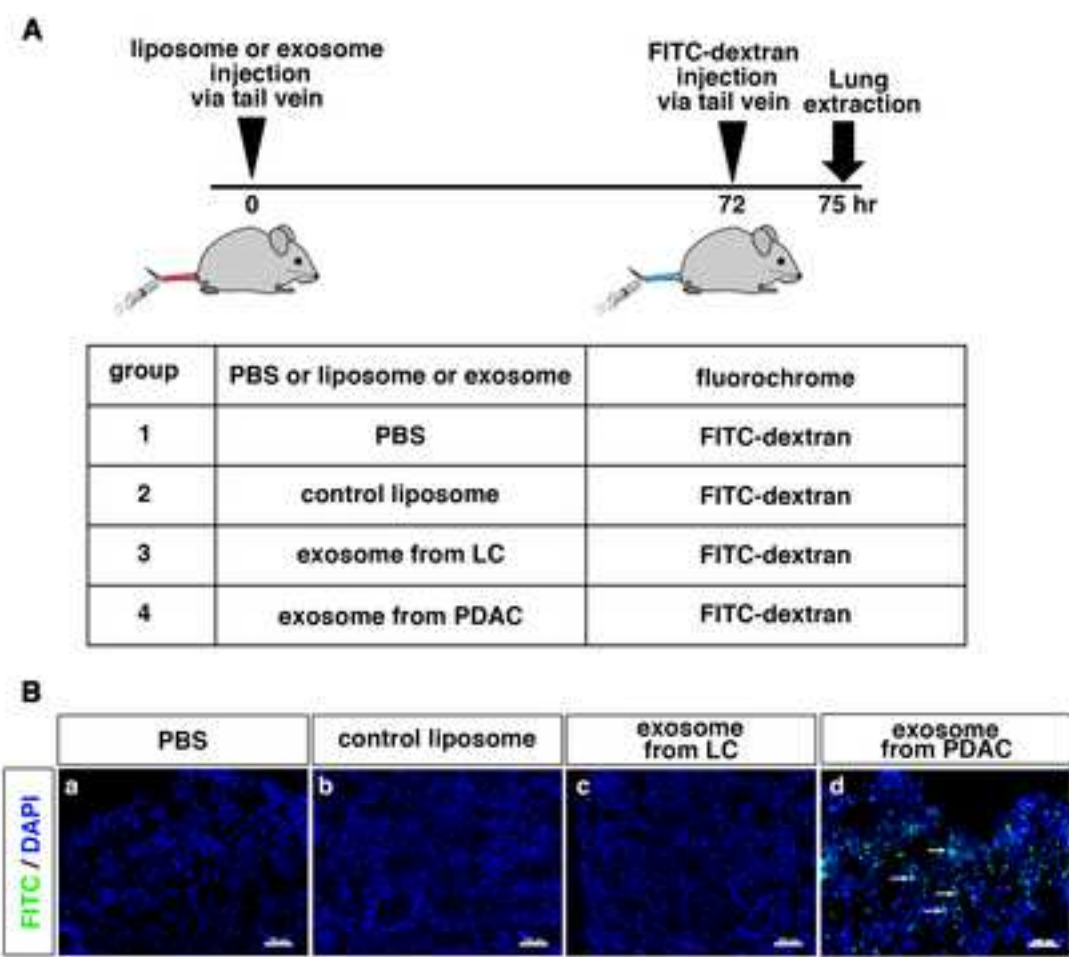 A
liposome or exosome
injection
via tail vein
FITC-dextran
injection
via tail vein
Lung
extraction
0
72
75 hr
group
PBS or liposome or exosome
fluorochrome
1
PBS
FITC-dextran
2
control liposome
FITC-dextran
3
exosome from LC
FITC-dextran
4
exosome from PDAC
FITC-dextran
B
PBS
control liposome
exosome
from LC
exosome
from PDAC
FITC / DAPI
a
b
c
d